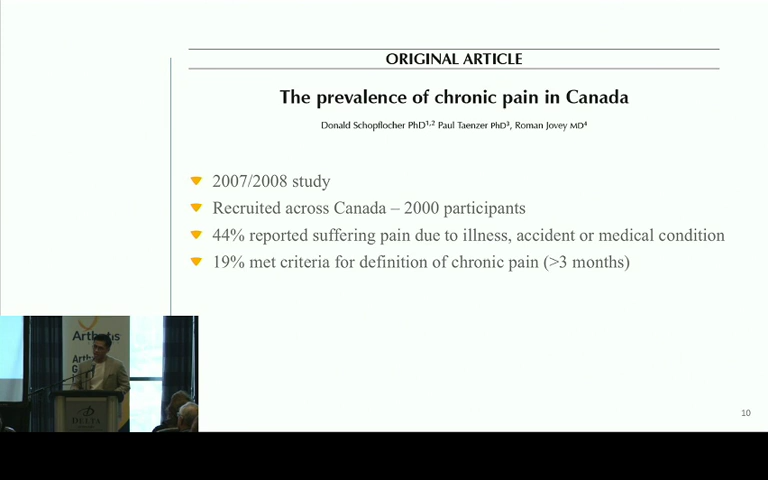 ORIGINAL ARTICLE
The prevalence of chronic pain in Canada
Donald Schopflocher PhD1,2 Paul Taenzer PhD3, Roman Jovey MD4
2007/2008 study
Recruited across Canada – 2000 participants
44% reported suffering pain due to illness, accident or medical condition
19% met criteria for definition of chronic pain (>3 months)
10
DELTA